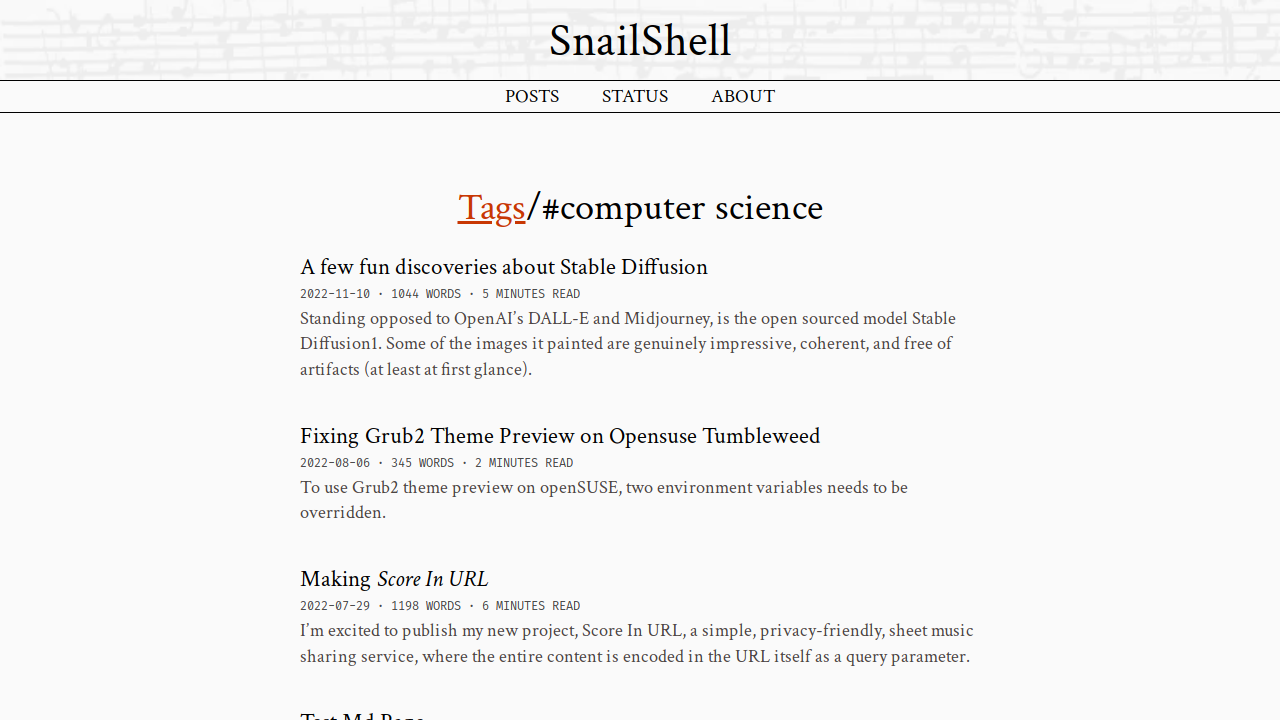 SnailShell
POSTS STATUS ABOUT
Tags/#computer science
A few fun discoveries about Stable Diffusion
2022-11-10 · 1044 WORDS · 5 MINUTES READ
Standing opposed to OpenAI’s DALL-E and Midjourney, is the open sourced model Stable
Diffusion1. Some of the images it painted are genuinely impressive, coherent, and free of
artifacts (at least at first glance).
Fixing Grub2 Theme Preview on Opensuse Tumbleweed
2022-08-06 · 345 WORDS · 2 MINUTES READ
To use Grub2 theme preview on openSUSE, two environment variables needs to be
overridden.
Making Score In URL
2022-07-29 · 1198 WORDS · 6 MINUTES READ
I’m excited to publish my new project, Score In URL, a simple, privacy-friendly, sheet music
sharing service, where the entire content is encoded in the URL itself as a query parameter.
Test Md Page